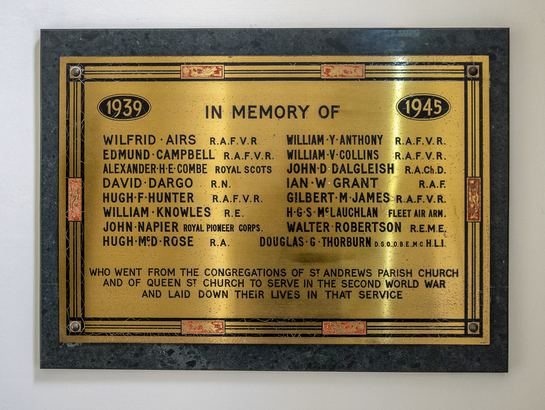 1939 IN MEMORY OF 1945
WILFRID·AIRS R.A.F.V.R
EDMUND·CAMPBELL R.A.F.V.R.
ALEXANDER·H·E·COMBE ROYAL SCOTS
DAVID·DARGO R.N.
HUGH·F·HUNTER R.A.F.V.R.
WILLIAM·KNOWLES R.E.
JOHN·NAPIER ROYAL PIONEER CORPS.
HUGH·McD·ROSE R.A.
WILLIAM·Y·ANTHONY R.A.F.V.R.
WILLIAM·V·COLLINS R.A.F.V.R.
JOHN·D·DALGLEISH R.A.Ch.D.
IAN·W·GRANT R.A.F.
GILBERT·M·JAMES R.A.F.V.R.
H·G·S·McLAUCHLAN FLEET AIR ARM.
WALTER·ROBERTSON R.E.M.E.
DOUGLAS·G·THORBURN D.S.O.,O.B.E.,M.C. H.L.I.
WHO WENT FROM THE CONGREGATIONS OF ST ANDREWS PARISH CHURCH
AND OF QUEEN ST CHURCH TO SERVE IN THE SECOND WORLD WAR
AND LAID DOWN THEIR LIVES IN THAT SERVICE